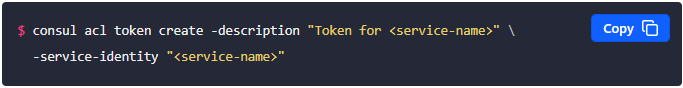 $ consul acl token create -description "Token for <service-name>" \
Copy
-service-identity "<service-name>"